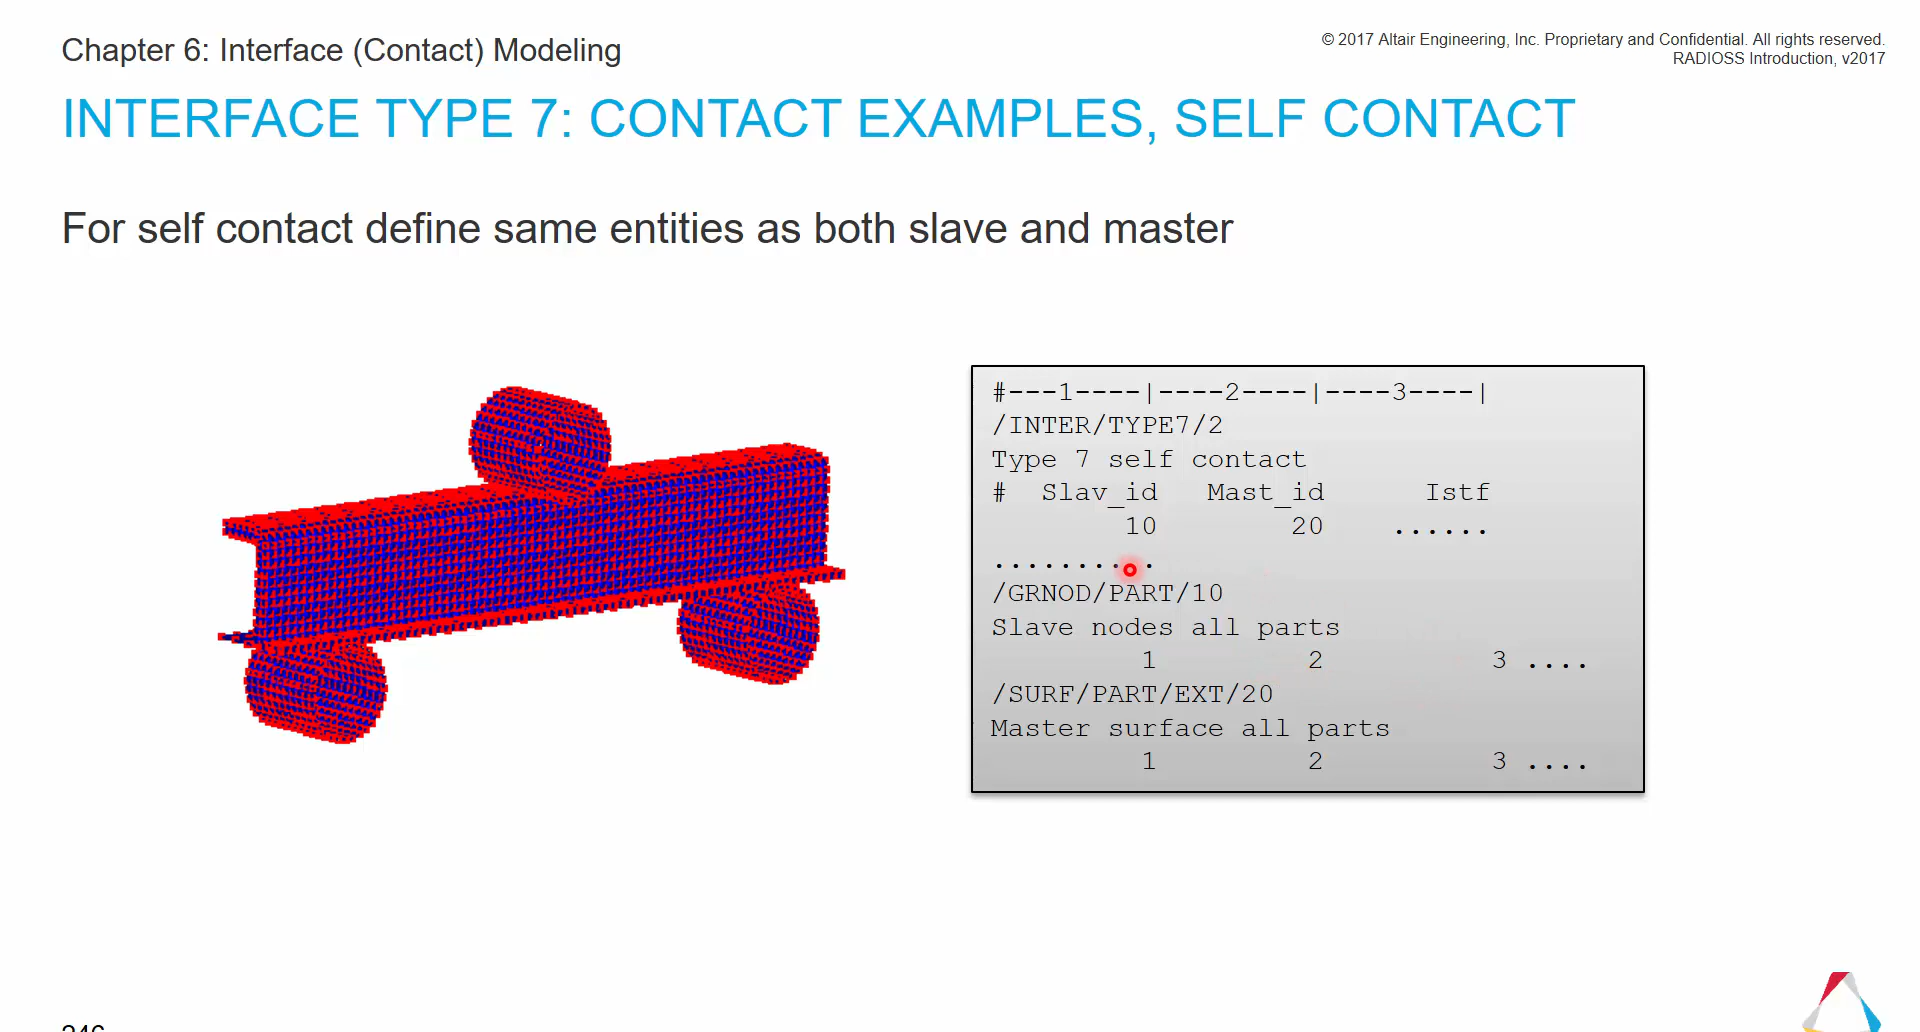 Chapter 6: Interface (Contact) Modeling
© 2017 Altair Engineering, Inc. Proprietary and Confidential. All rights reserved.
RADIOSS Introduction, v2017
INTERFACE TYPE 7: CONTACT EXAMPLES, SELF CONTACT
For self contact define same entities as both slave and master
#---1----|----2----|----3----|
/INTER/TYPE7/2
Type 7 self contact
# Slav_id Mast_id Istf
10 20 ......
..........
/GRNOD/PART/10
Slave nodes all parts
1 2 3 ....
/SURF/PART/EXT/20
Master surface all parts
1 2 3 ....